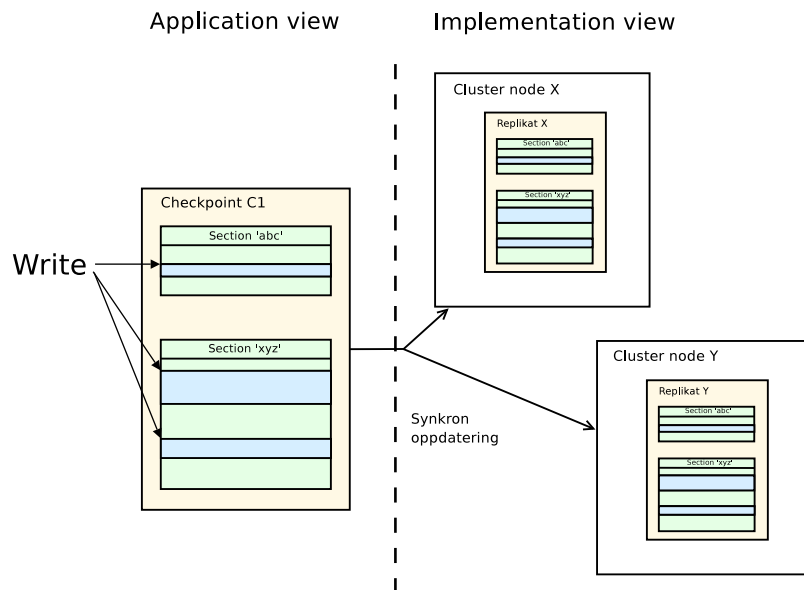 Application view
Implementation view
Cluster node X
Replikat X
Section 'abc'
Section 'xyz'
Checkpoint C1
Section 'abc'
Write
Section 'xyz'
Synkron
oppdatering
Cluster node Y
Replikat Y
Section 'abc'
Section 'xyz'